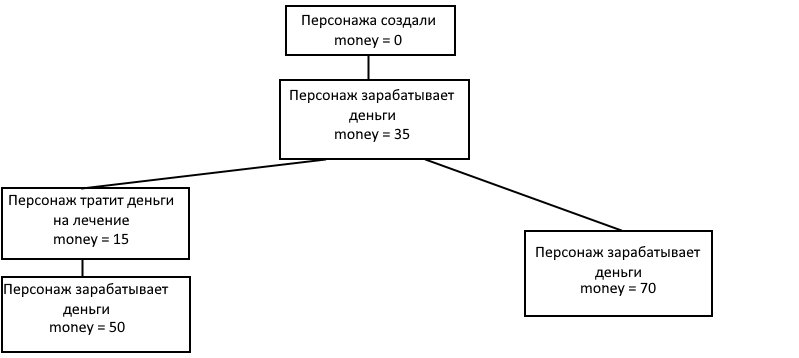 Персонажа создали
money = 0
Персонаж зарабатывает
деньги
money = 35
Персонаж тратит деньги
на лечение
money = 15
Персонаж зарабатывает
деньги
money = 50
Персонаж зарабатывает
деньги
money = 70